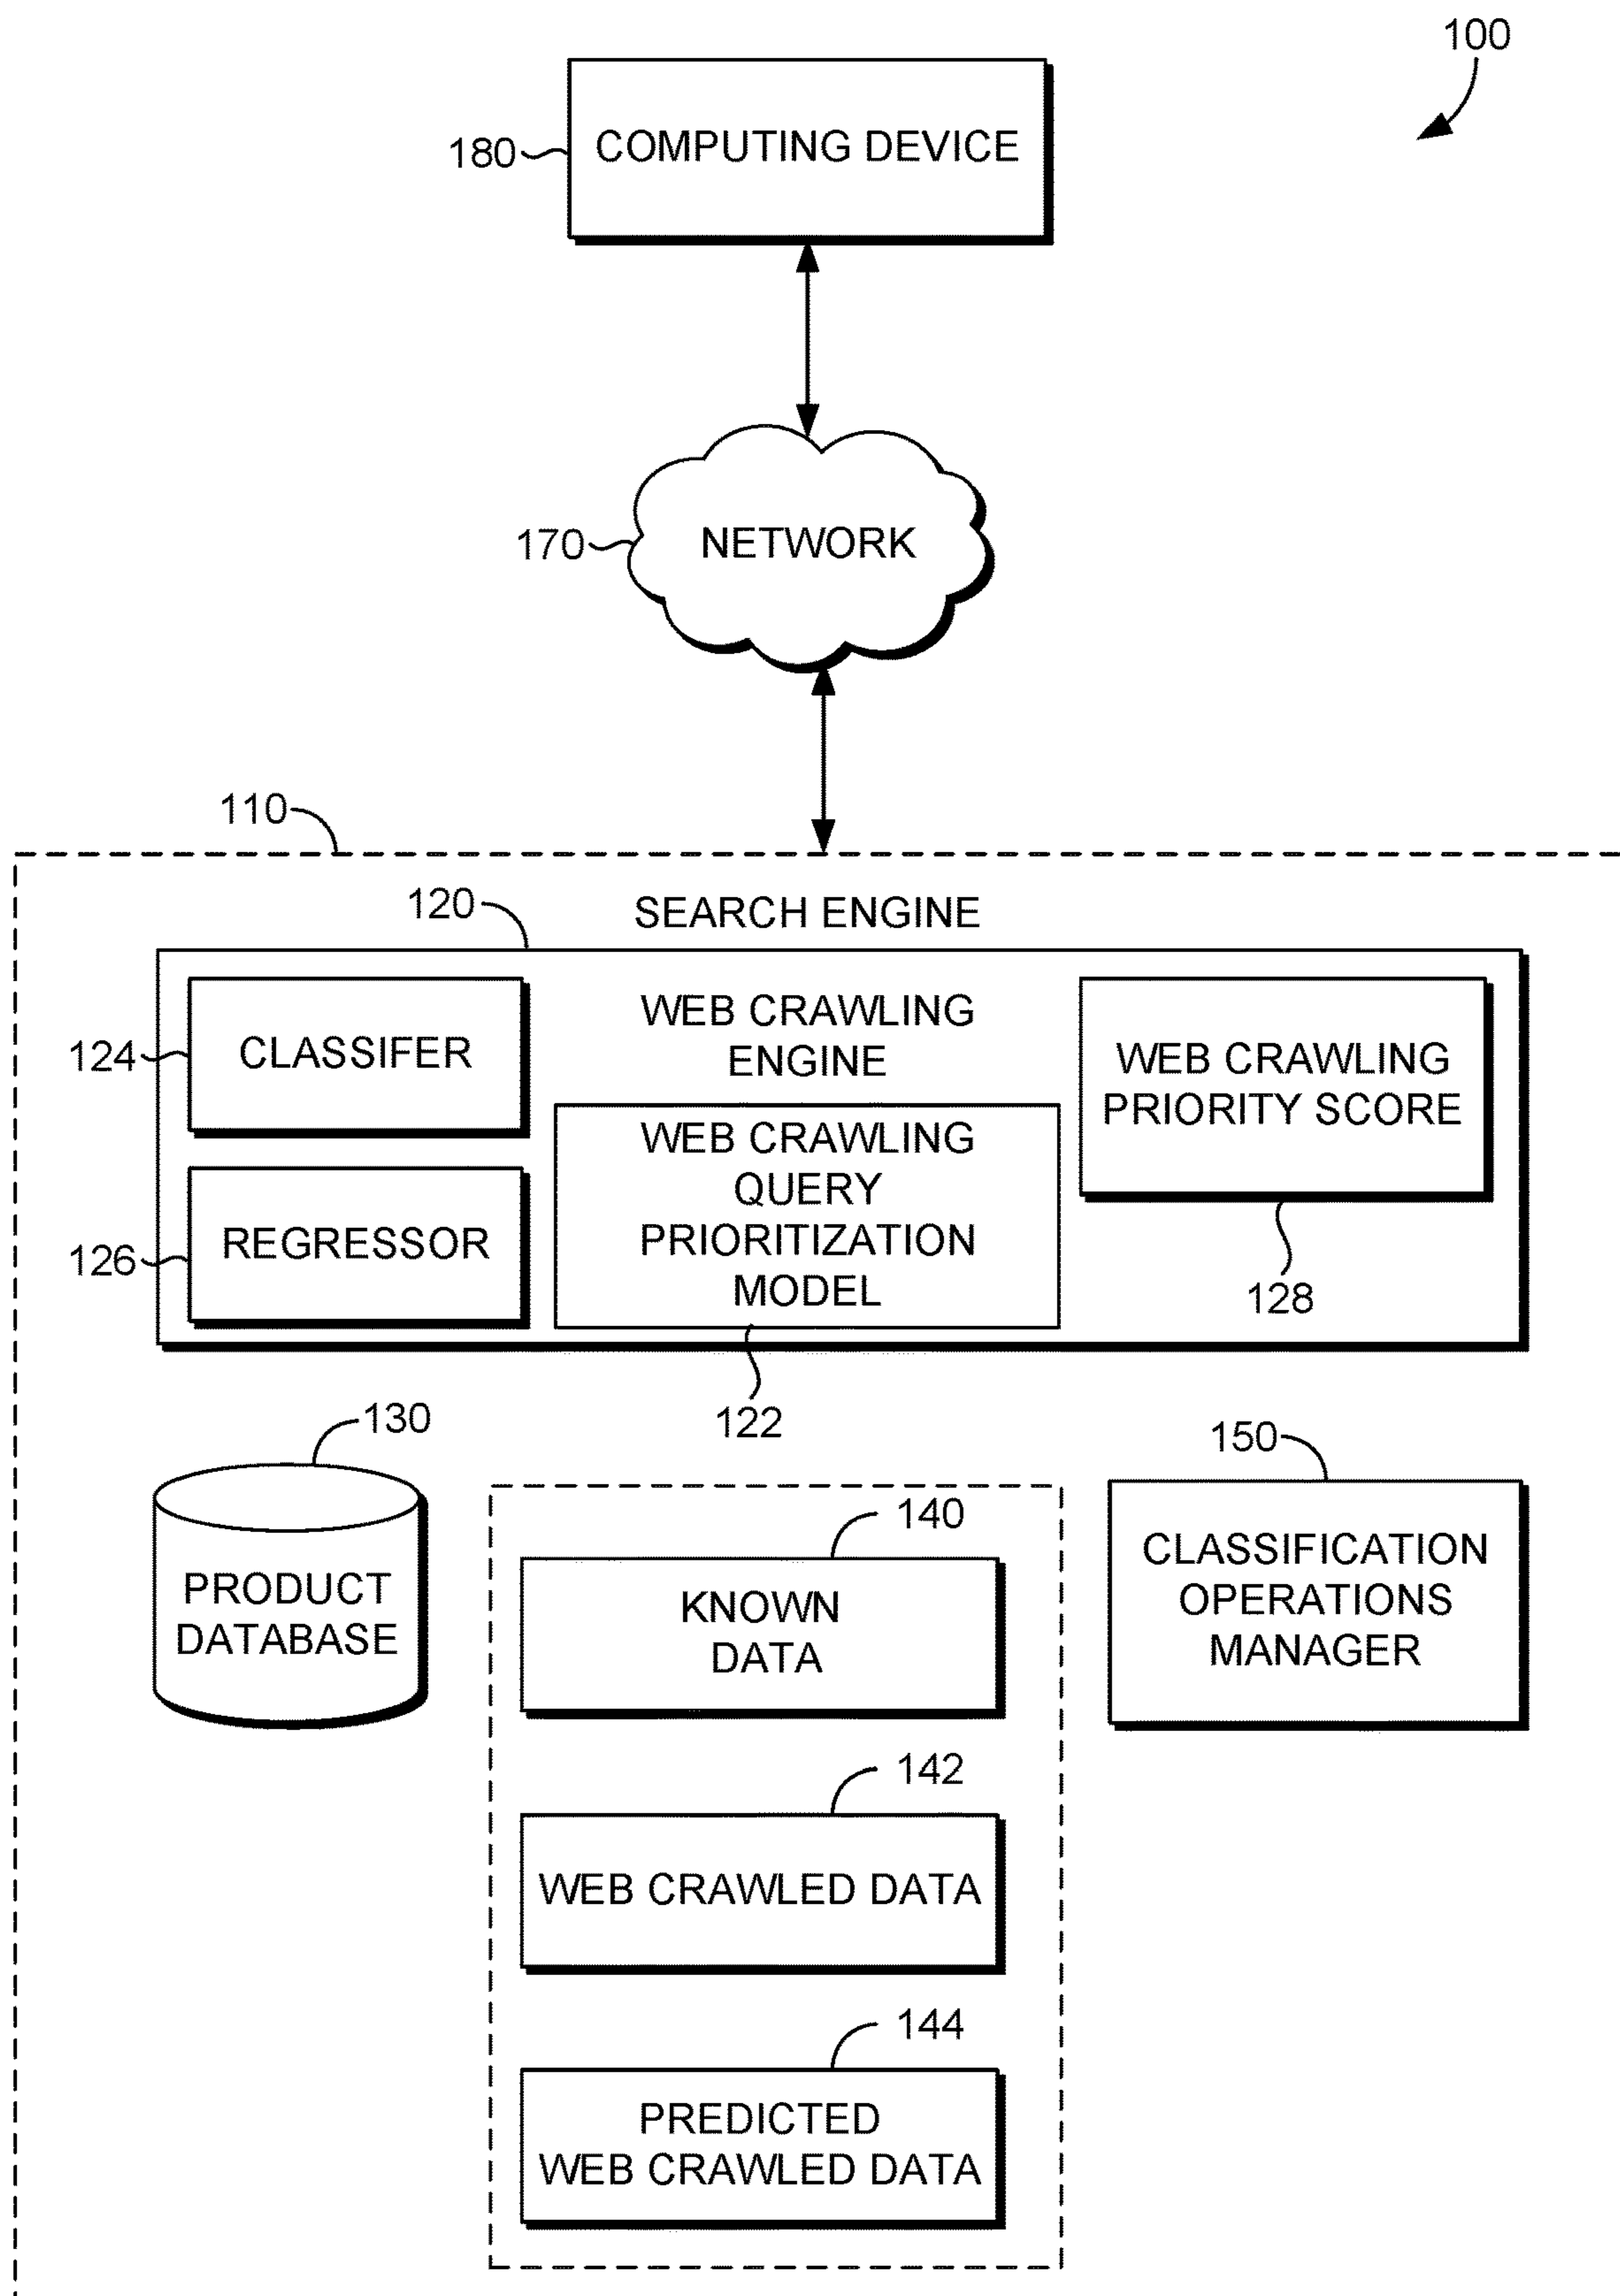 100
COMPUTING DEVICE
180
NETWORK
170
110
SEARCH ENGINE
120
CLASSIFER
124
WEB CRAWLING
ENGINE
WEB CRAWLING
PRIORITY SCORE
128
REGRESSOR
126
WEB CRAWLING
QUERY
PRIORITIZATION
MODEL
122
130
PRODUCT
DATABASE
140
KNOWN
DATA
142
WEB CRAWLED DATA
144
PREDICTED
WEB CRAWLED DATA
150
CLASSIFICATION
OPERATIONS
MANAGER